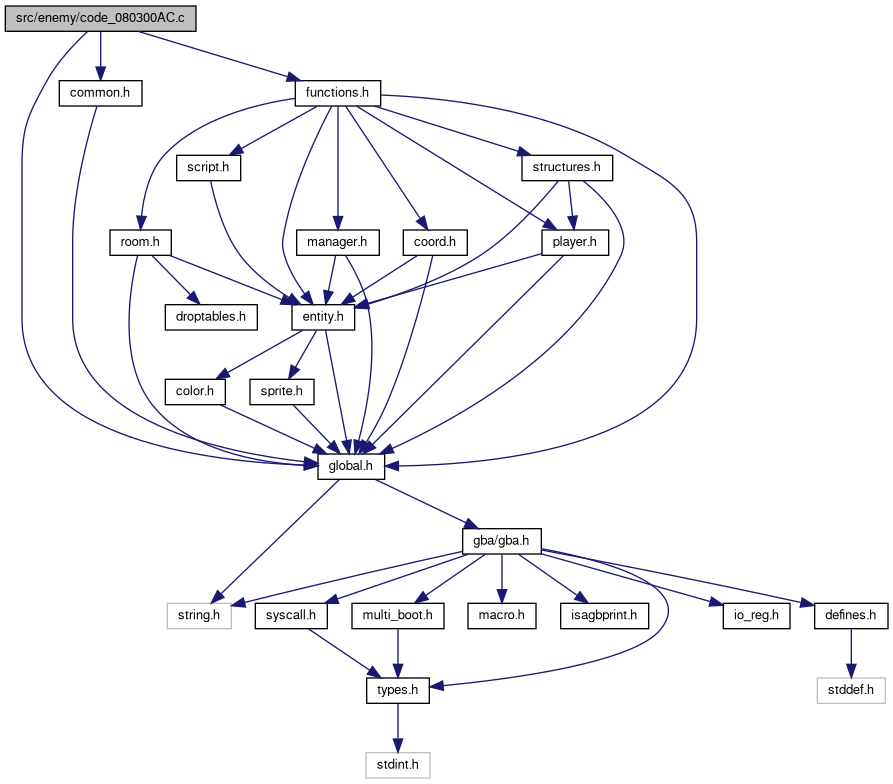 src/enemy/code_080300AC.c
common.h
functions.h
script.h
structures.h
room.h
manager.h
coord.h
player.h
droptables.h
entity.h
color.h
sprite.h
global.h
gba/gba.h
string.h
syscall.h
multi_boot.h
macro.h
isagbprint.h
io_reg.h
defines.h
types.h
stddef.h
stdint.h